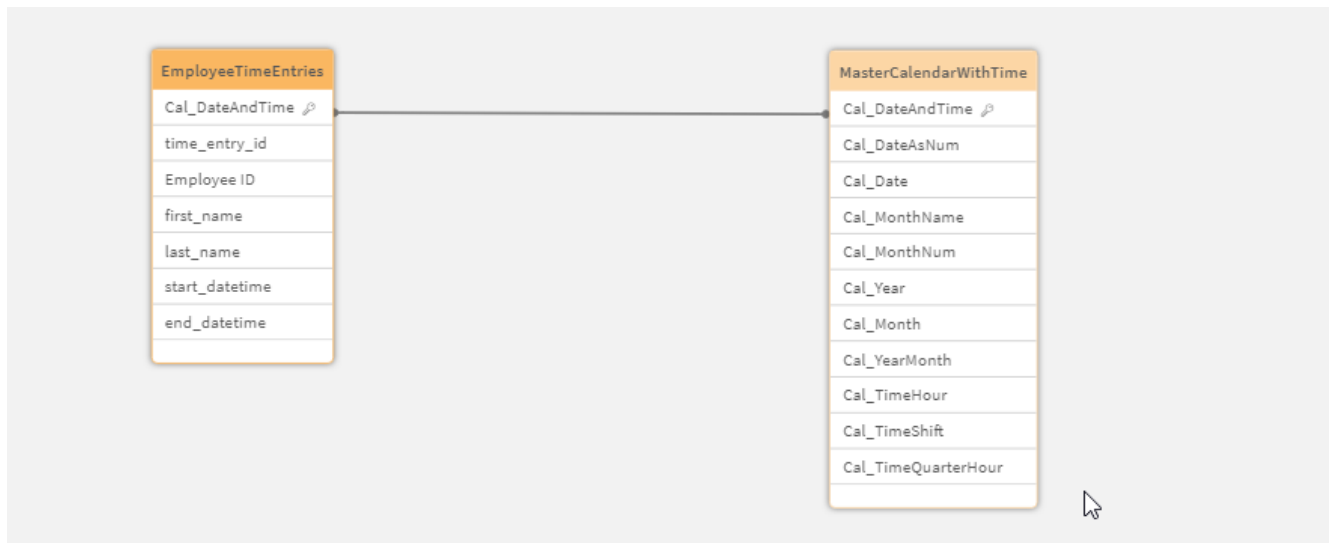 EmployeeTimeEntries
Cal_DateAndTime
time_entry_id
Employee ID
first_name
last_name
start_datetime
end_datetime
MasterCalendarWithTime
Cal_DateAndTime
Cal_DateAsNum
Cal_Date
Cal_MonthName
Cal_MonthNum
Cal_Year
Cal_Month
Cal_YearMonth
Cal_TimeHour
Cal_TimeShift
Cal_TimeQuarterHour